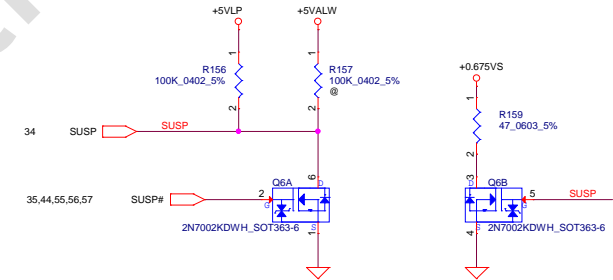 +5VLP
+5VALW
1
1
R156
100K_0402_5%
R157
100K_0402_5%
@
2
2
+0.675VS
1
R159
47_0603_5%
2
34
SUSP
SUSP
6
D
Q6A
3
D
Q6B
35,44,55,56,57
SUSP#
2
G
5
G
SUSP
2N7002KDWH_SOT363-6
S
1
2N7002KDWH_SOT363-6
S
4